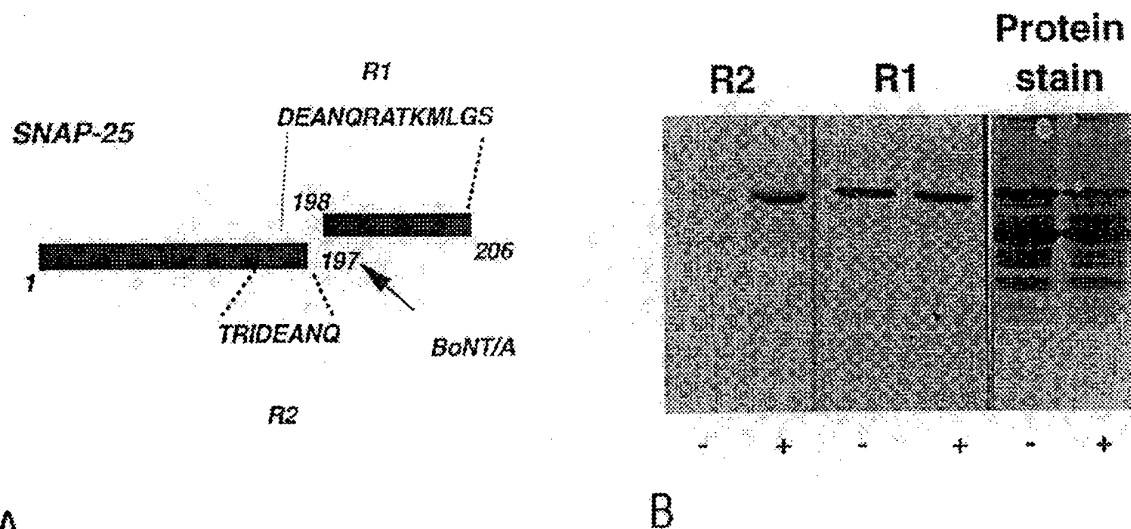 R1
DEANQRATKMLGS
SNAP-25
198
206
1
197
TRIDEANQ
BoNT/A
R2
A
Protein
stain
R2
R1
- + - + - +
B